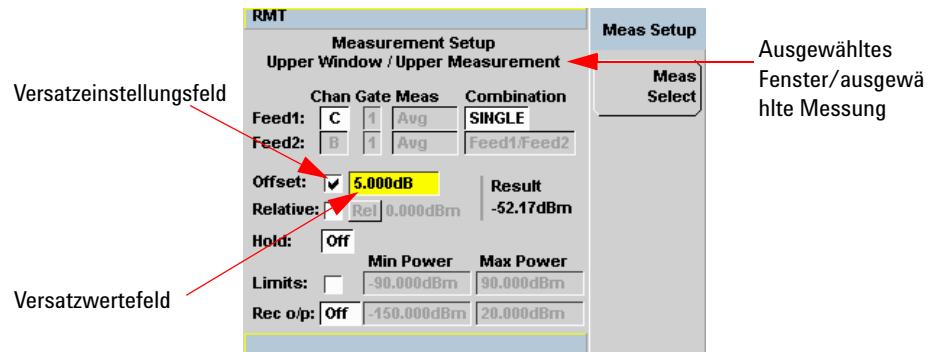 RMT
Meas Setup
Measurement Setup
Upper Window / Upper Measurement
Ausgewähltes
Fenster/ausgewä
hlte Messung
Meas
Select
Versatzeinstellungsfeld
Chan Gate Meas Combination
Feed1: C 1 Avg SINGLE
Feed2: B 1 Avg Feed1/Feed2
Offset: 5.000dB Result
Relative: Rel 0.000dBm -52.17dBm
Hold: Off
Min Power Max Power
Limits: -90.000dBm 90.000dBm
Versatzwertefeld
Rec o/p: Off -150.000dBm 20.000dBm